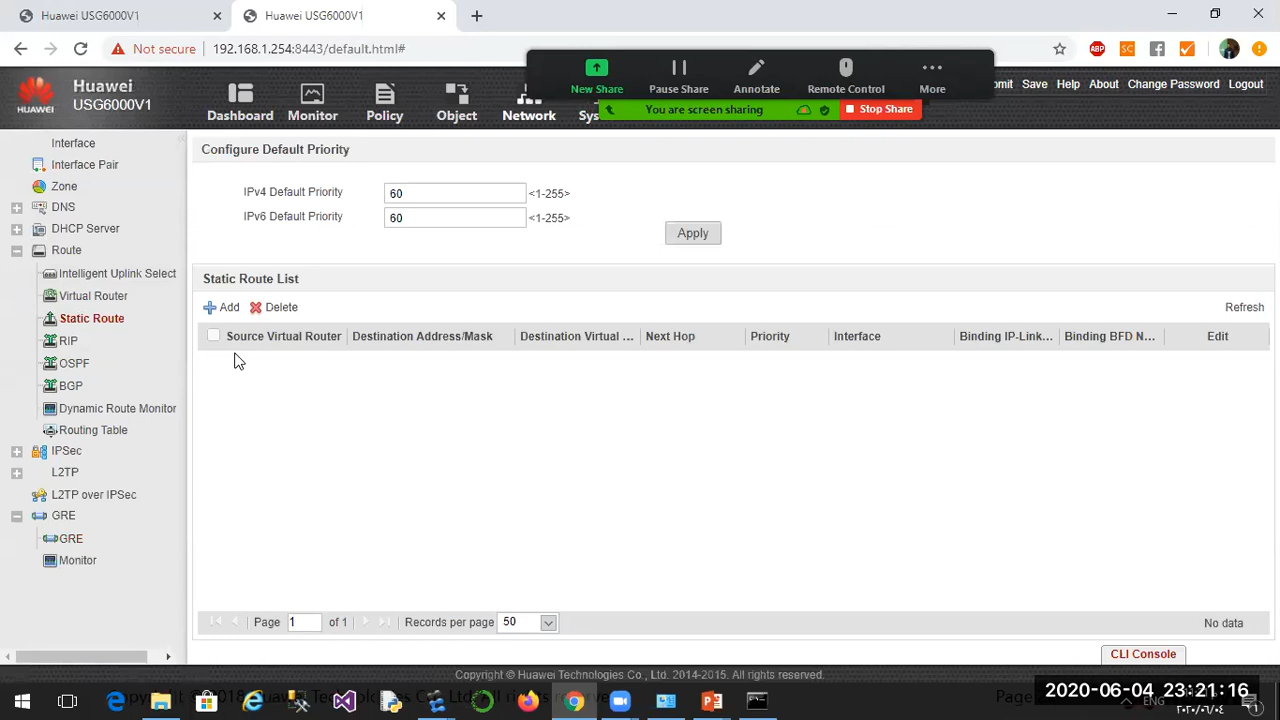 Huawei USG6000V1
Huawei USG6000V1
Not secure
192.168.1.254:8443/default.html#
ABP
SC
New Share
Pause Share
Annotate
Remote Control
More
You are screen sharing
Stop Share
HUAWEI
Huawei
USG6000V1
Dashboard
Monitor
Policy
Object
Network
Sys
mit
Save
Help
About
Change Password
Logout
Interface
Interface Pair
Zone
DNS
DHCP Server
Route
Intelligent Uplink Select
Virtual Router
Static Route
RIP
OSPF
BGP
Dynamic Route Monitor
Routing Table
IPSec
L2TP
L2TP over IPSec
GRE
GRE
Monitor
Configure Default Priority
IPv4 Default Priority 60 <1-255>
IPv6 Default Priority 60 <1-255>
Apply
Static Route List
Add Delete Refresh
Source Virtual Router Destination Address/Mask Destination Virtual ... Next Hop Priority Interface Binding IP-Link... Binding BFD N... Edit
Page 1 of 1 Records per page 50 No data
CLI Console
Copyright © Huawei Technologies Co., Ltd. 2014-2015. All rights reserved.
ENG
2020-06-04 23:21:16